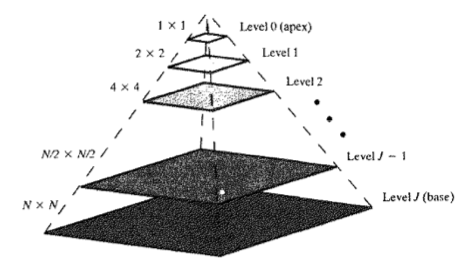 1 × 1 Level 0 (apex)
2 × 2 Level 1
4 × 4 Level 2
N/2 × N/2 Level J − 1
N × N Level J (base)